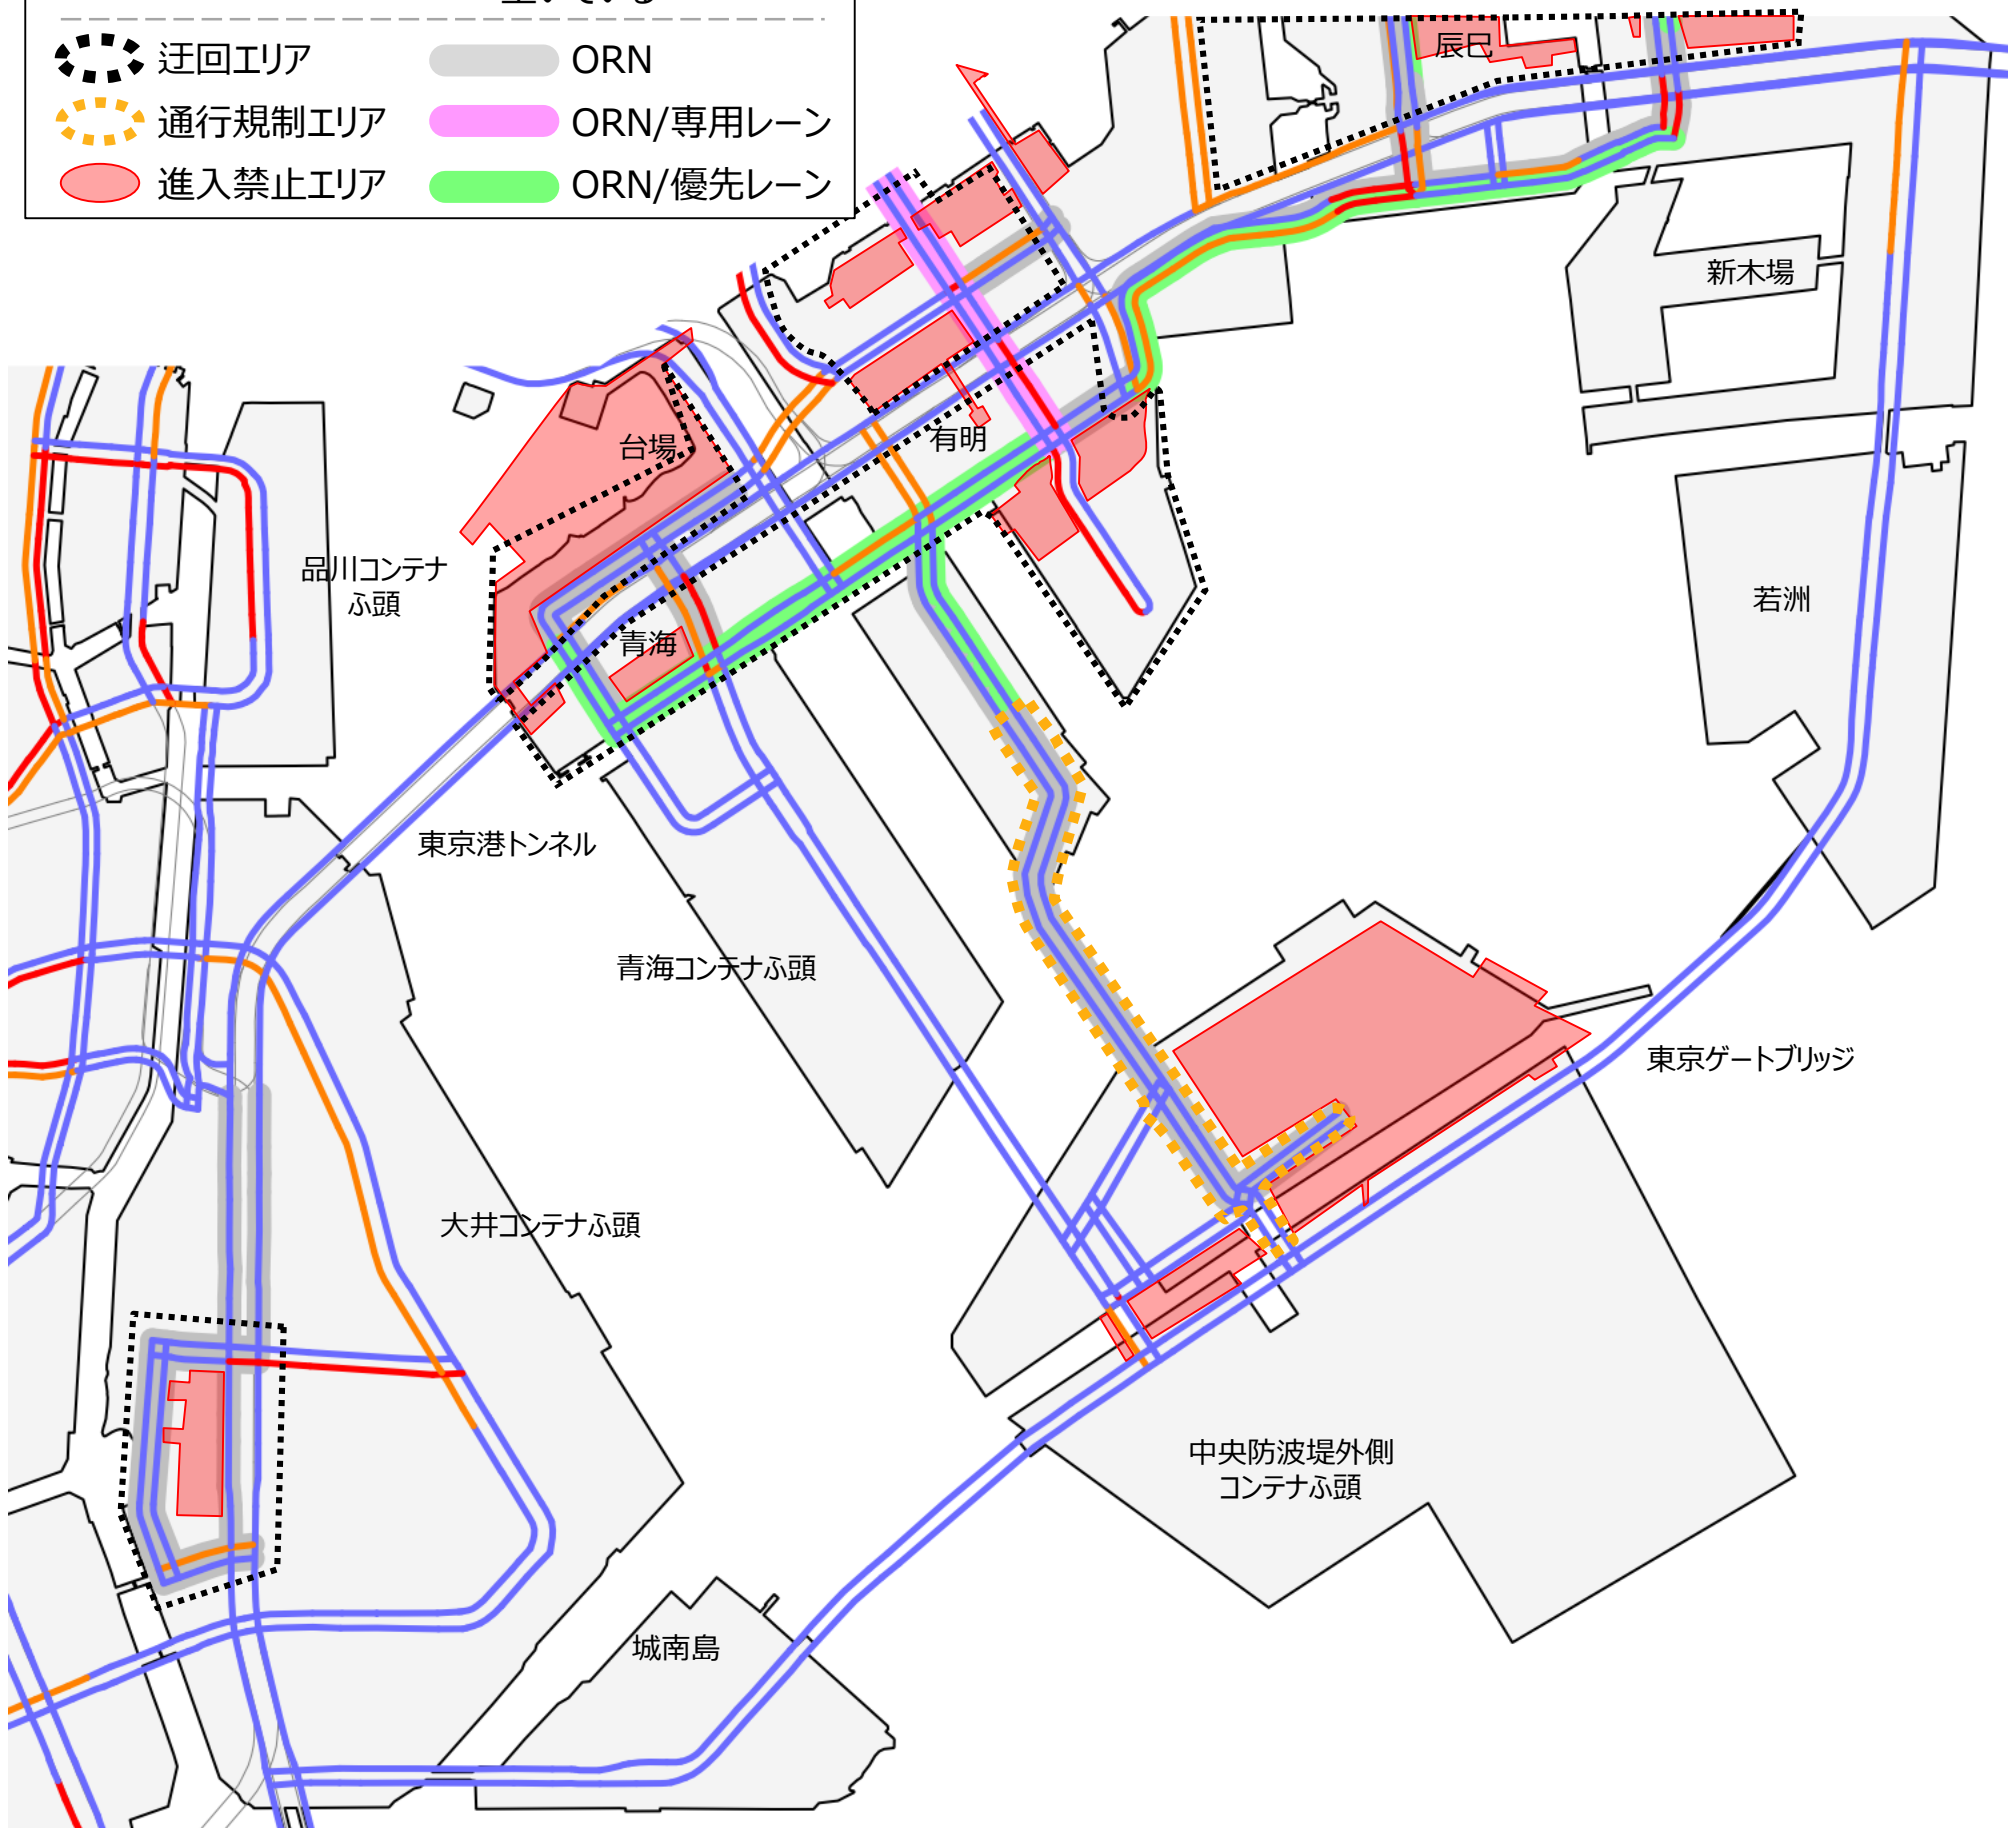 空いている
迂回エリア
ORN
通行規制エリア
ORN/専用レーン
進入禁止エリア
ORN/優先レーン
辰巳
新木場
台場
有明
品川コンテナ
ふ頭
若洲
青海
東京港トンネル
青海コンテナふ頭
東京ゲートブリッジ
大井コンテナふ頭
中央防波堤外側
コンテナふ頭
城南島